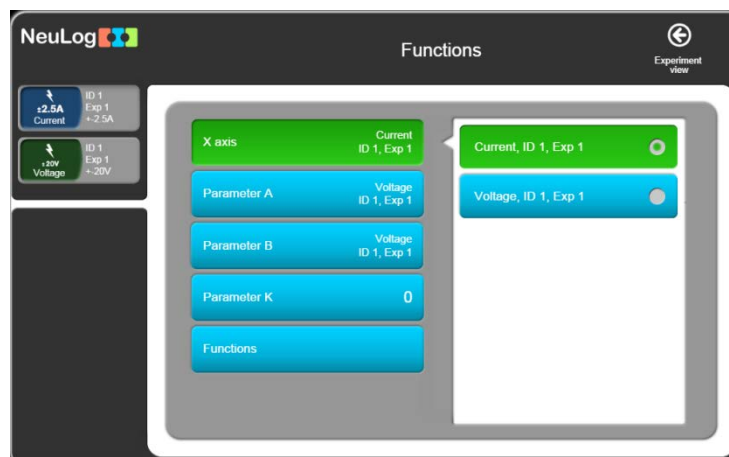 NeuLog
Functions
Experiment
view
±2.5A
Current
ID 1
Exp 1
+-2.5A
±20V
Voltage
ID 1
Exp 1
+-20V
X axis
Current
ID 1, Exp 1
Parameter A
Voltage
ID 1, Exp 1
Parameter B
Voltage
ID 1, Exp 1
Parameter K
0
Functions
Current, ID 1, Exp 1
Voltage, ID 1, Exp 1